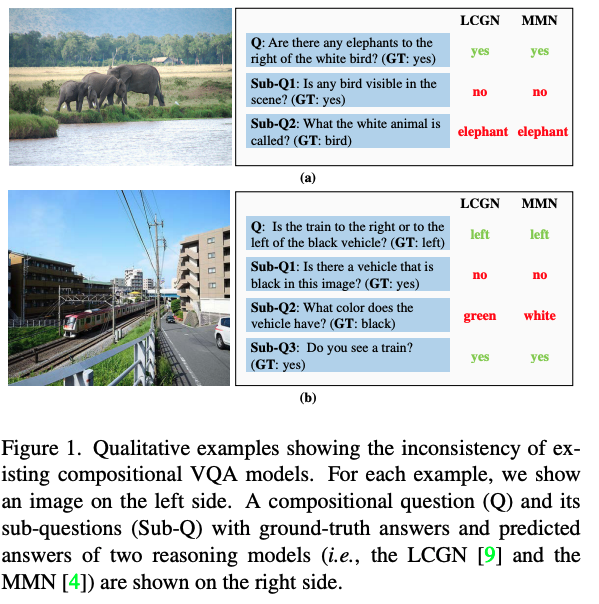 LCGN MMN
Q: Are there any elephants to the
right of the white bird? (GT: yes)
yes yes
Sub-Q1: Is any bird visible in the
scene? (GT: yes)
no no
Sub-Q2: What the white animal is
called? (GT: bird)
elephant elephant
(a)
LCGN MMN
Q: Is the train to the right or to the
left of the black vehicle? (GT: left)
left left
Sub-Q1: Is there a vehicle that is
black in this image? (GT: yes)
no no
Sub-Q2: What color does the
vehicle have? (GT: black)
green white
Sub-Q3: Do you see a train?
(GT: yes)
yes yes
(b)
Figure 1. Qualitative examples showing the inconsistency of ex-
isting compositional VQA models. For each example, we show
an image on the left side. A compositional question (Q) and its
sub-questions (Sub-Q) with ground-truth answers and predicted
answers of two reasoning models (i.e., the LCGN [9] and the
MMN [4]) are shown on the right side.